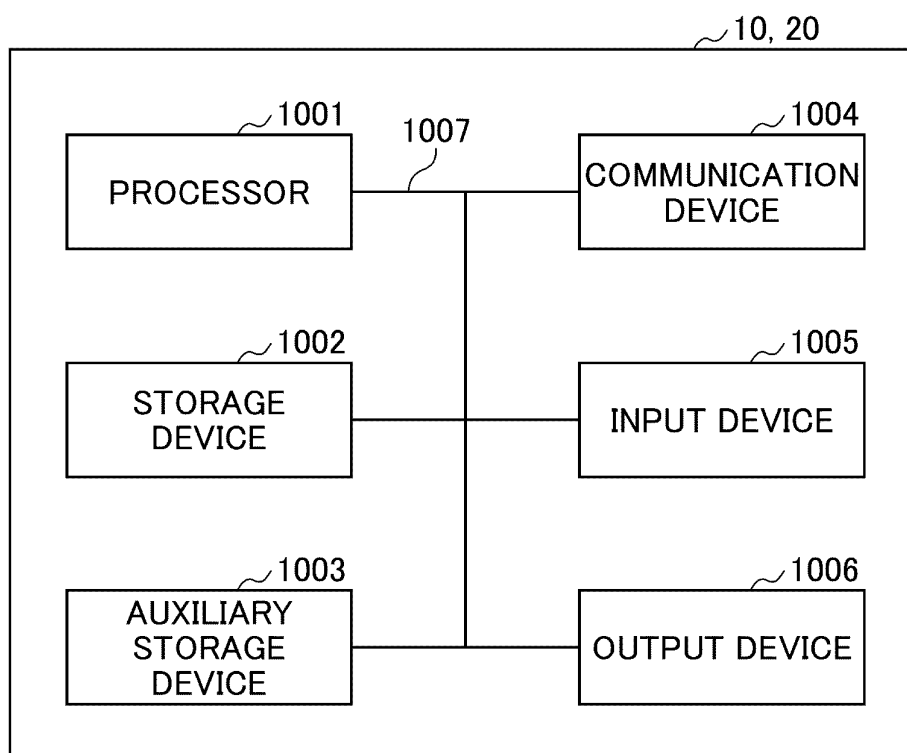 10, 20
1001
PROCESSOR
1007
1004
COMMUNICATION
DEVICE
1002
STORAGE
DEVICE
1005
INPUT DEVICE
1003
AUXILIARY
STORAGE
DEVICE
1006
OUTPUT DEVICE